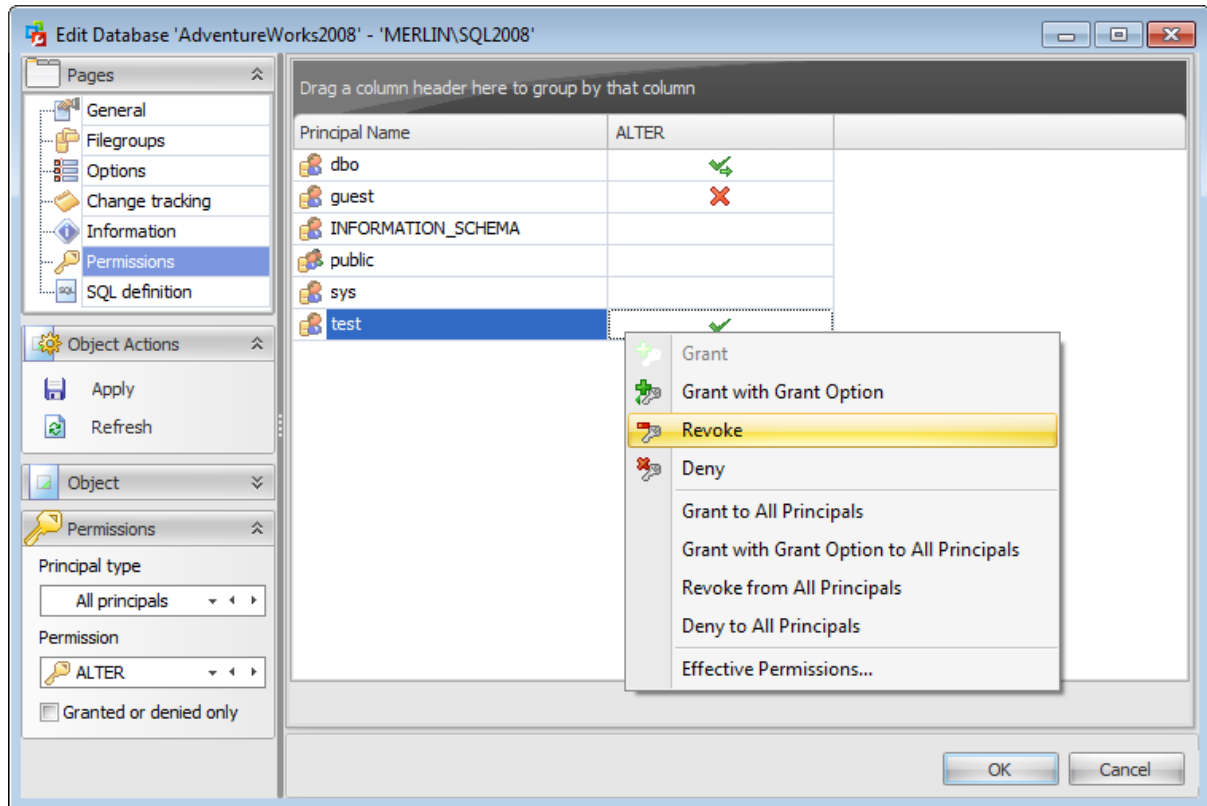 Edit Database 'AdventureWorks2008' - 'MERLIN\SQL2008'
Pages
General
Filegroups
Options
Change tracking
Information
Permissions
SQL definition
Object Actions
Apply
Refresh
Object
Permissions
Principal type
All principals
Permission
ALTER
Granted or denied only
Drag a column header here to group by that column
Principal Name ALTER
dbo
guest
INFORMATION_SCHEMA
public
sys
test
Grant
Grant with Grant Option
Revoke
Deny
Grant to All Principals
Grant with Grant Option to All Principals
Revoke from All Principals
Deny to All Principals
Effective Permissions...
OK Cancel